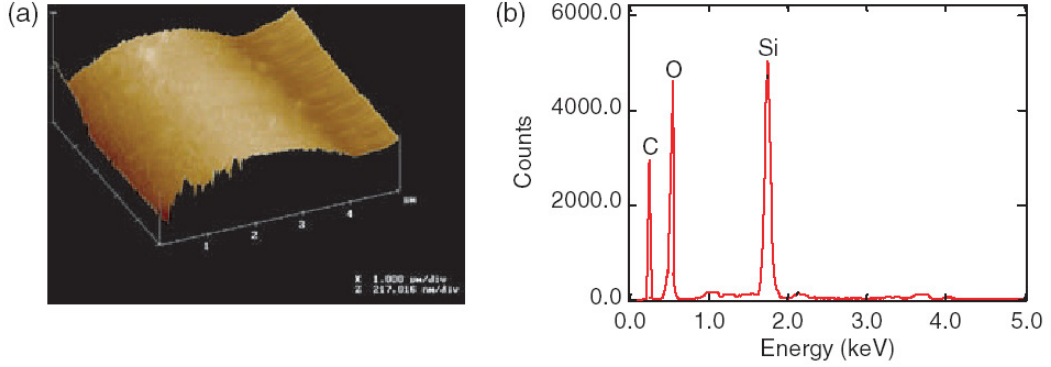 (a)
1
2
3
4
µm
X 1.000 µm/div
Z 217.016 nm/div
(b)
6000.0
4000.0
2000.0
0.0
Counts
C
O
Si
0.0 1.0 2.0 3.0 4.0 5.0
Energy (keV)